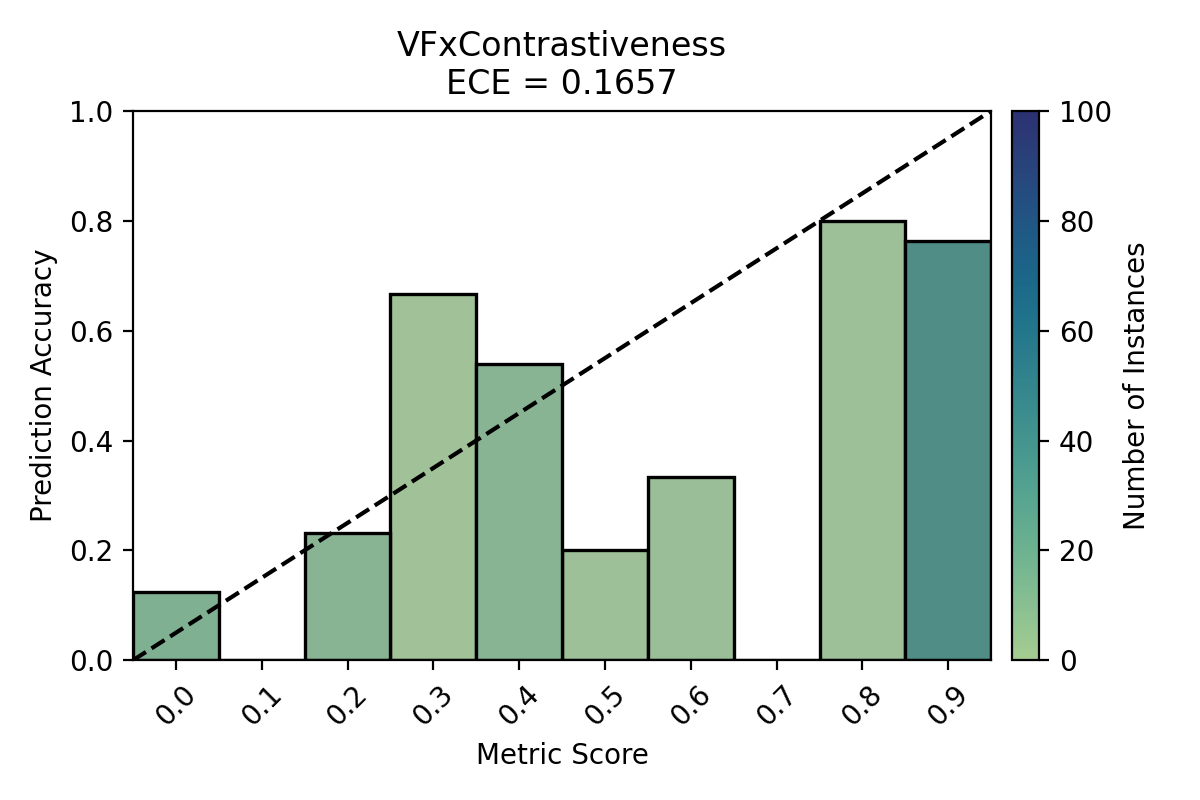 VFxContrastiveness
ECE = 0.1657
1.0
0.8
0.6
0.4
0.2
0.0
Prediction Accuracy
0.0 0.1 0.2 0.3 0.4 0.5 0.6 0.7 0.8 0.9
Metric Score
100
80
60
40
20
0
Number of Instances